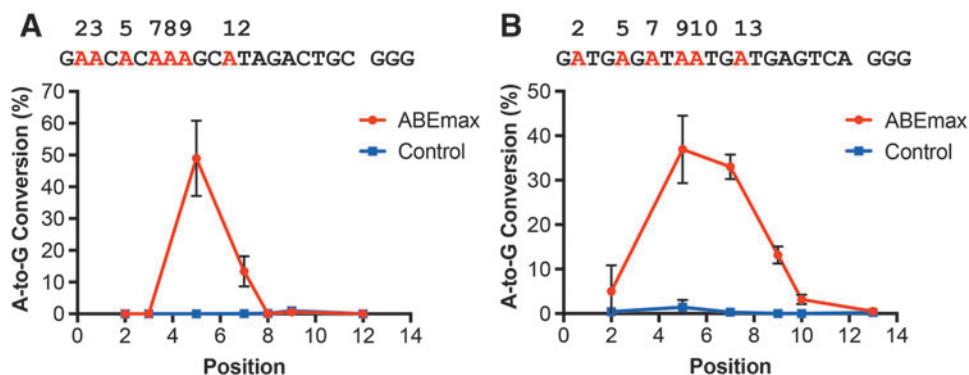 A
23 5 789 12
GAACACAAAGCATAGACTGC GGG
A-to-G Conversion (%)
70
60
50
40
30
20
10
0
0 2 4 6 8 10 12 14
Position
ABEmax
Control
B
2 5 7 910 13
GATGAGATAATGATGAGTCA GGG
A-to-G Conversion (%)
50
40
30
20
10
0
0 2 4 6 8 10 12 14
Position
ABEmax
Control